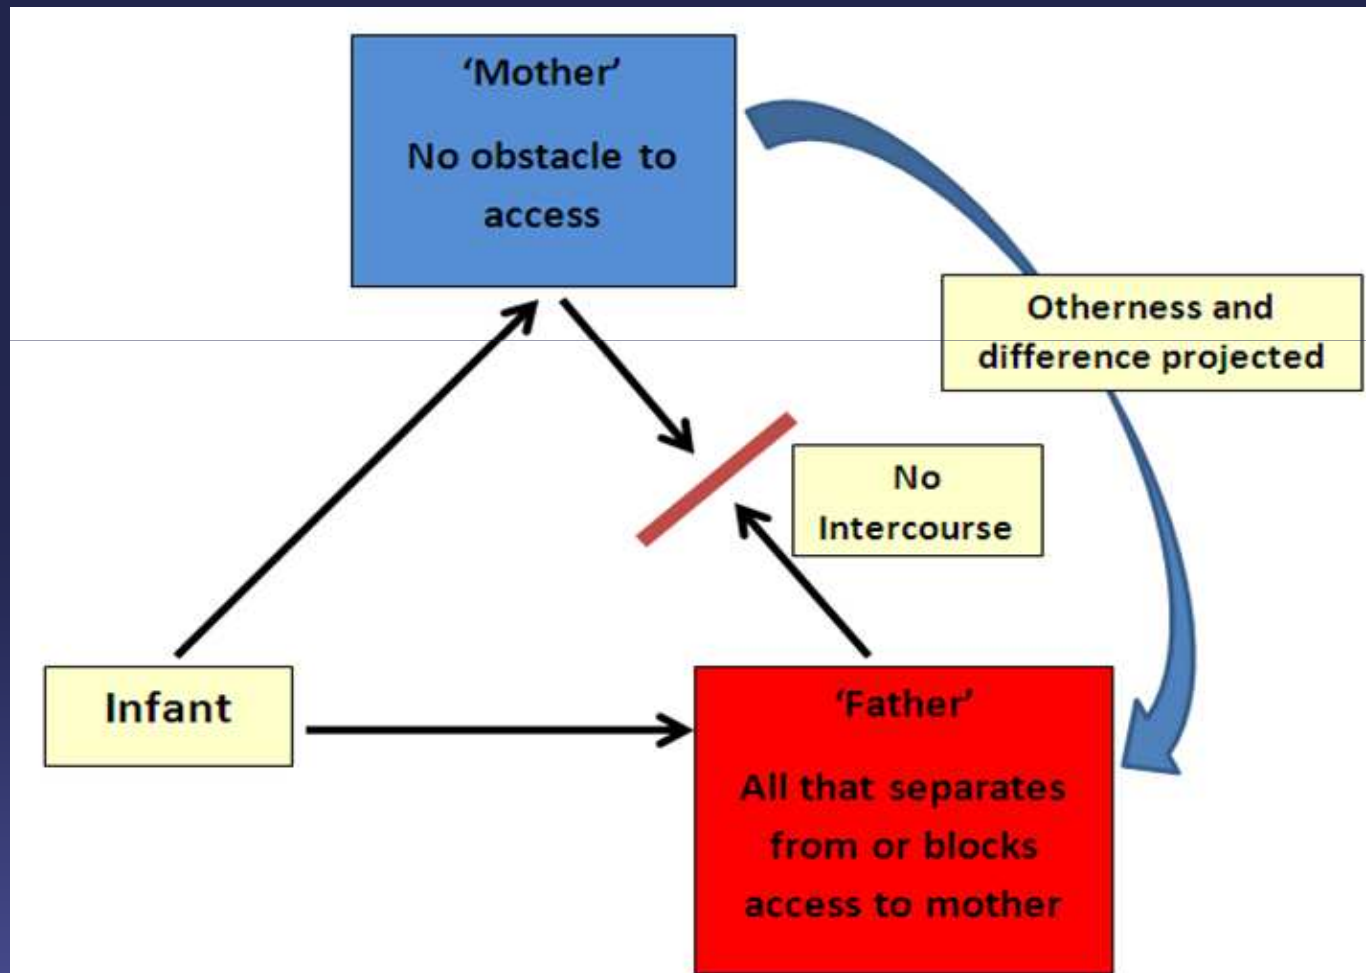 ‘Mother’
No obstacle to
access
Otherness and
difference projected
No
Intercourse
Infant
‘Father’
All that separates
from or blocks
access to mother